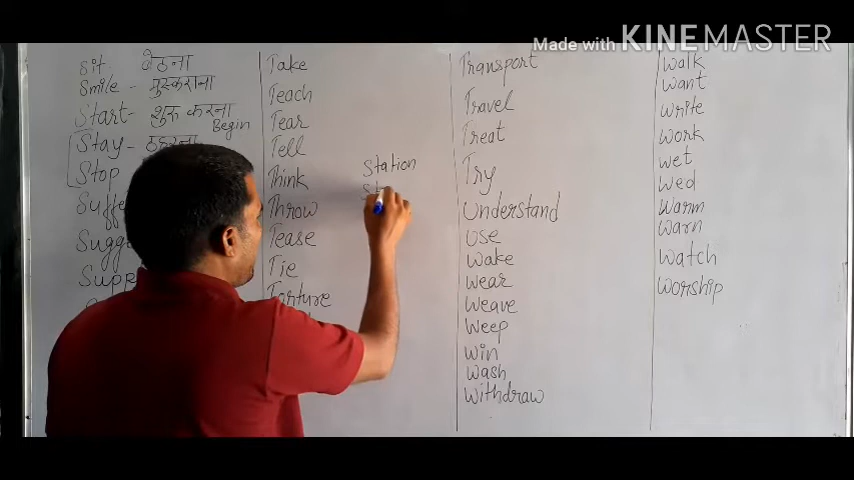 Made with KINEMASTER
Sit बैठना
Smile - मुस्कराना
Start - शुरू करना
Begin
Stay - ठहरना
Stop
Take
Teach
Tear
Tell
Think
Throw
Tease
Tie
Torture
Station
Transport
Travel
Treat
Try
Understand
Use
Wake
Wear
Weave
Weep
Win
Wash
Withdraw
Walk
Want
Write
Work
Wet
Wed
Warm
Warn
Watch
Worship